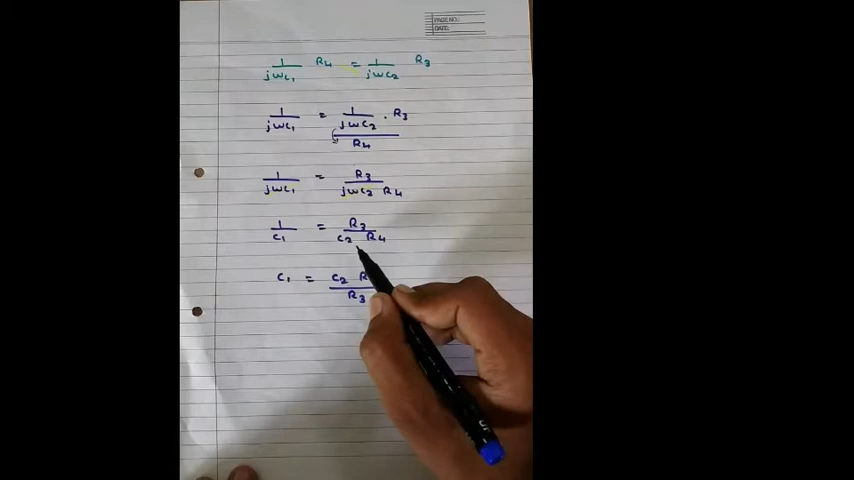 PAGE NO.:
DATE:
1/jωc₁ R₄ = 1/jωc₂ R₃
1/jωc₁ = 1/jωc₂ . R₃ / R₄
1/jωc₁ = R₃/jωc₂ R₄
1/c₁ = R₃/c₂ R₄
c₁ = c₂ R/R₃